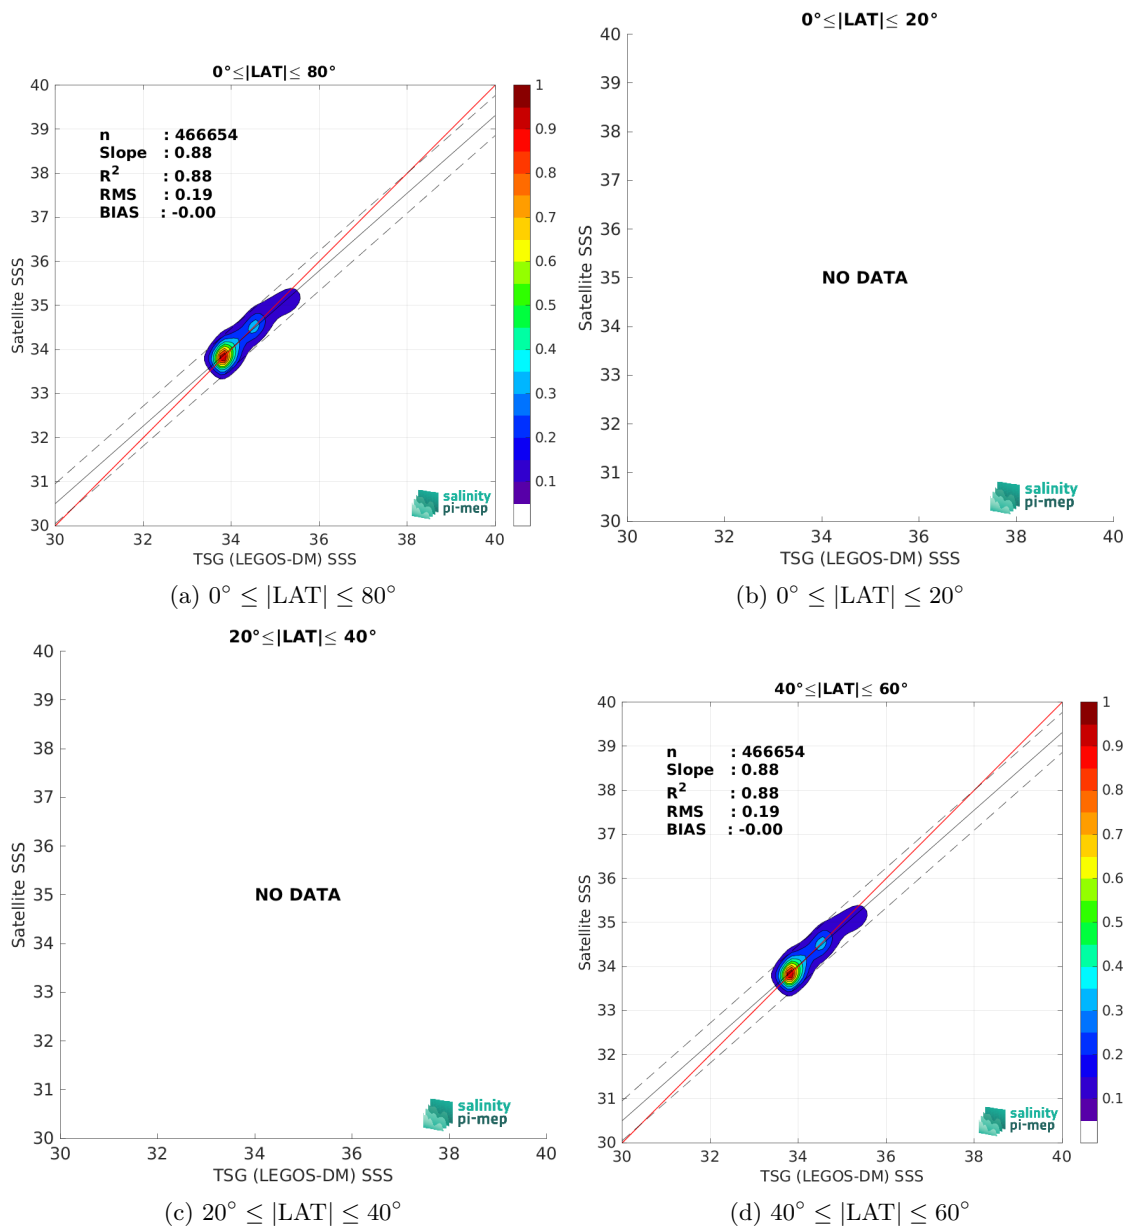 0°≤|LAT|≤ 80°
40
39
38
37
36
35
34
33
32
31
30
Satellite SSS
n : 466654
Slope : 0.88
R² : 0.88
RMS : 0.19
BIAS : -0.00
1
0.9
0.8
0.7
0.6
0.5
0.4
0.3
0.2
0.1
salinity
pi-mep
30 32 34 36 38 40
TSG (LEGOS-DM) SSS
(a) 0° ≤ |LAT| ≤ 80°
0°≤|LAT|≤ 20°
40
39
38
37
36
35
34
33
32
31
30
Satellite SSS
NO DATA
salinity
pi-mep
30 32 34 36 38 40
TSG (LEGOS-DM) SSS
(b) 0° ≤ |LAT| ≤ 20°
20°≤|LAT|≤ 40°
40
39
38
37
36
35
34
33
32
31
30
Satellite SSS
NO DATA
salinity
pi-mep
30 32 34 36 38 40
TSG (LEGOS-DM) SSS
(c) 20° ≤ |LAT| ≤ 40°
40°≤|LAT|≤ 60°
40
39
38
37
36
35
34
33
32
31
30
Satellite SSS
n : 466654
Slope : 0.88
R² : 0.88
RMS : 0.19
BIAS : -0.00
1
0.9
0.8
0.7
0.6
0.5
0.4
0.3
0.2
0.1
salinity
pi-mep
30 32 34 36 38 40
TSG (LEGOS-DM) SSS
(d) 40° ≤ |LAT| ≤ 60°